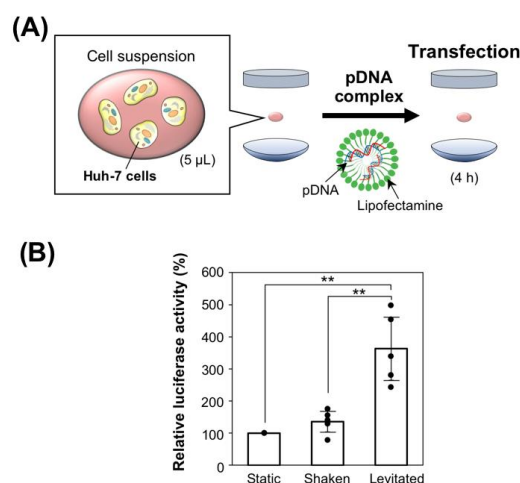 (A)
Cell suspension
Huh-7 cells
(5 μL)
pDNA
complex
pDNA
Lipofectamine
Transfection
(4 h)
(B)
Relative luciferase activity (%)
600
500
400
300
200
100
0
**
**
Static Shaken Levitated